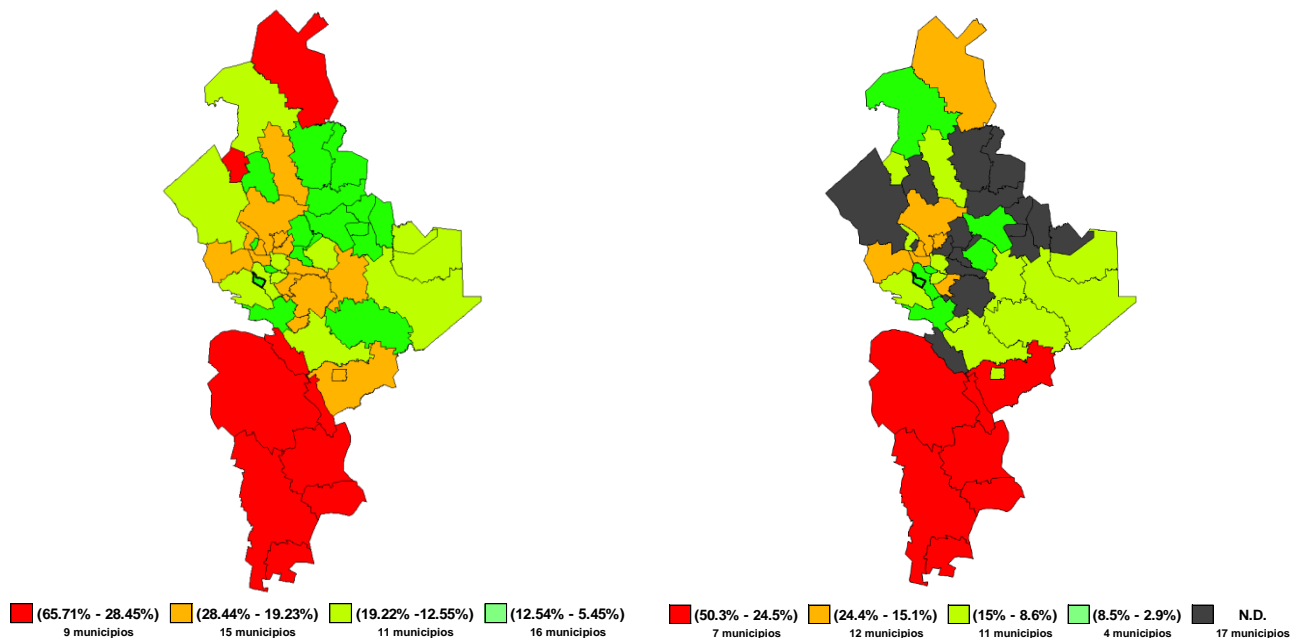 (65.71% - 28.45%) (28.44% - 19.23%) (19.22% -12.55%) (12.54% - 5.45%)
9 municipios 15 municipios 11 municipios 16 municipios
(50.3% - 24.5%) (24.4% - 15.1%) (15% - 8.6%) (8.5% - 2.9%) N.D.
7 municipios 12 municipios 11 municipios 4 municipios 17 municipios